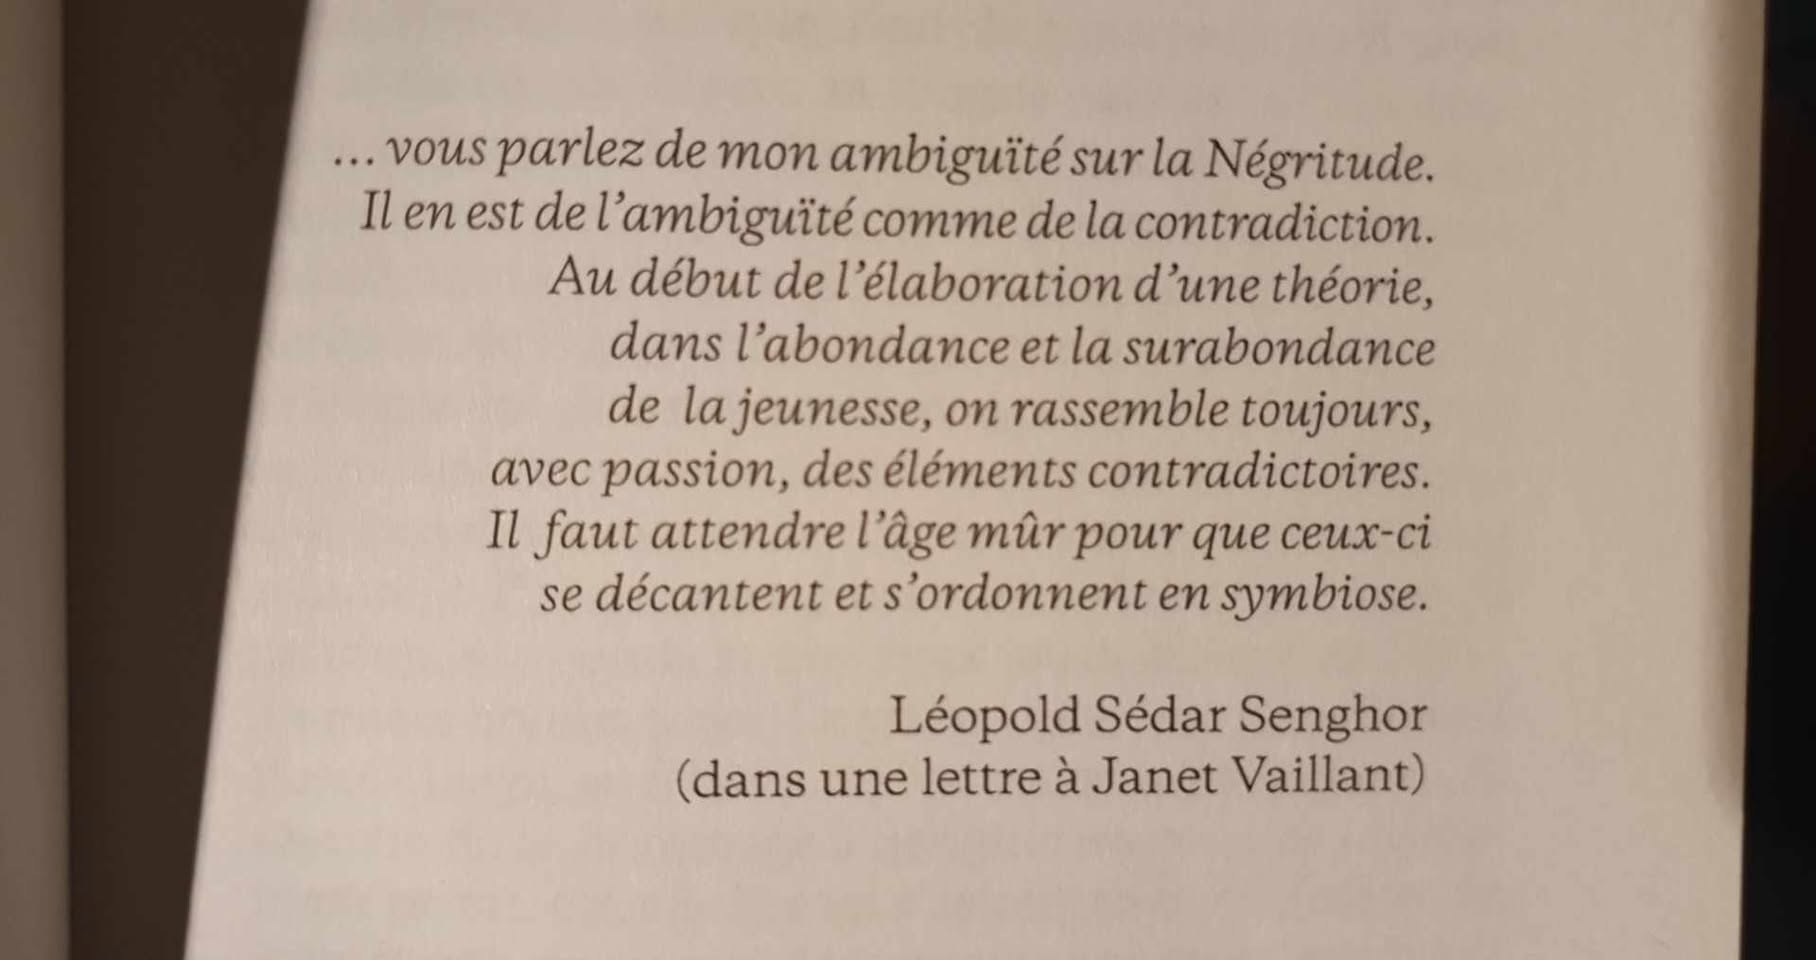 … vous parlez de mon ambiguïté sur la Négritude.
Il en est de l’ambiguïté comme de la contradiction.
Au début de l’élaboration d’une théorie,
dans l’abondance et la surabondance
de la jeunesse, on rassemble toujours,
avec passion, des éléments contradictoires.
Il faut attendre l’âge mûr pour que ceux-ci
se décantent et s’ordonnent en symbiose.
Léopold Sédar Senghor
(dans une lettre à Janet Vaillant)